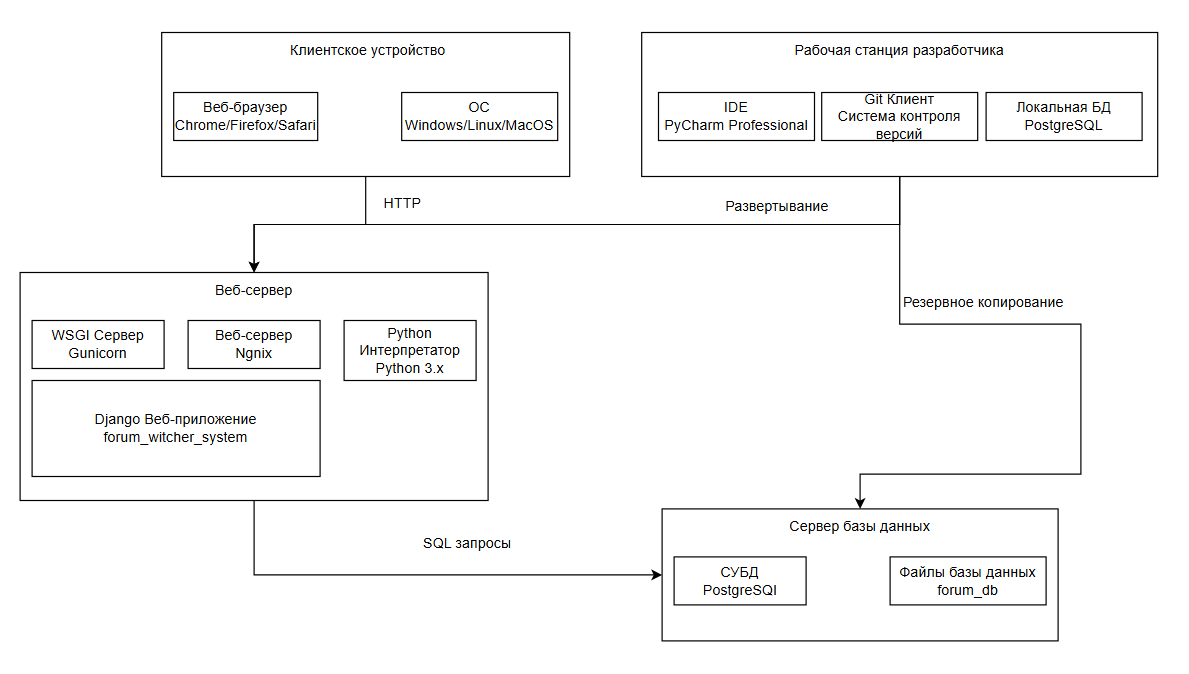 Клиентское устройство
Веб-браузер
Chrome/Firefox/Safari
ОС
Windows/Linux/MacOS
Рабочая станция разработчика
IDE
PyCharm Professional
Git Клиент
Система контроля
версий
Локальная БД
PostgreSQL
HTTP
Развертывание
Резервное копирование
Веб-сервер
WSGI Сервер
Gunicorn
Веб-сервер
Ngnix
Python
Интерпретатор
Python 3.x
Django Веб-приложение
forum_witcher_system
SQL запросы
Сервер базы данных
СУБД
PostgreSQl
Файлы базы данных
forum_db